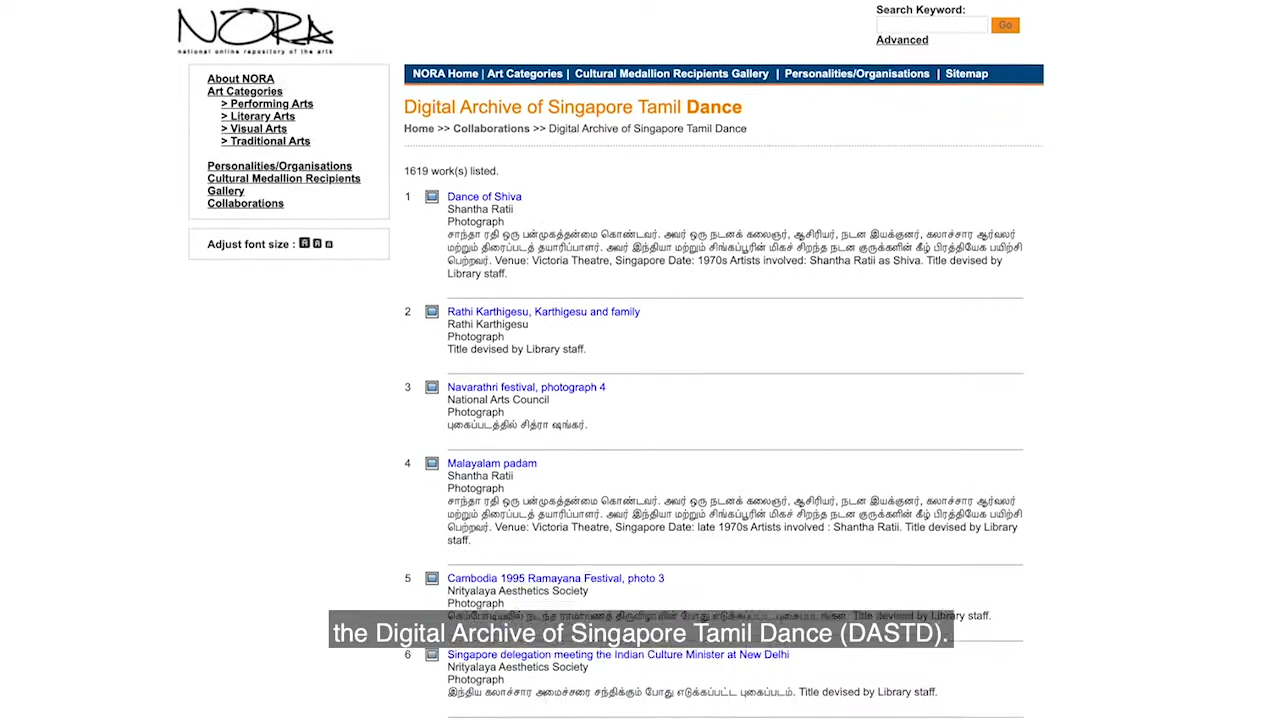 NORA
national online repository of the arts
Search Keyword:
Go
Advanced
About NORA
Art Categories
> Performing Arts
> Literary Arts
> Visual Arts
> Traditional Arts
Personalities/Organisations
Cultural Medallion Recipients
Gallery
Collaborations
Adjust font size : A A a
NORA Home | Art Categories | Cultural Medallion Recipients Gallery | Personalities/Organisations | Sitemap
Digital Archive of Singapore Tamil Dance
Home >> Collaborations >> Digital Archive of Singapore Tamil Dance
1619 work(s) listed.
1 Dance of Shiva
Shantha Ratii
Photograph
சாந்தா ரதி ஒரு பன்முகத்தன்மை கொண்டவர். அவர் ஒரு நடனக் கலைஞர், ஆசிரியர், நடன இயக்குனர், கலாச்சார ஆர்வலர்
மற்றும் திரைப்படத் தயாரிப்பாளர். அவர் இந்தியா மற்றும் சிங்கப்பூரின் மிகச் சிறந்த நடன குருக்களின் கீழ் பிரத்தியேக பயிற்சி
பெற்றவர். Venue: Victoria Theatre, Singapore Date: 1970s Artists involved: Shantha Ratii as Shiva. Title devised by
Library staff.
2 Rathi Karthigesu, Karthigesu and family
Rathi Karthigesu
Photograph
Title devised by Library staff.
3 Navarathri festival, photograph 4
National Arts Council
Photograph
புகைப்படத்தில் சித்ரா ஷங்கர்.
4 Malayalam padam
Shantha Ratii
Photograph
சாந்தா ரதி ஒரு பன்முகத்தன்மை கொண்டவர். அவர் ஒரு நடனக் கலைஞர், ஆசிரியர், நடன இயக்குனர், கலாச்சார ஆர்வலர்
மற்றும் திரைப்படத் தயாரிப்பாளர். அவர் இந்தியா மற்றும் சிங்கப்பூரின் மிகச் சிறந்த நடன குருக்களின் கீழ் பிரத்தியேக பயிற்சி
பெற்றவர். Venue: Victoria Theatre, Singapore Date: late 1970s Artists involved : Shantha Ratii. Title devised by Library
staff.
5 Cambodia 1995 Ramayana Festival, photo 3
Nrityalaya Aesthetics Society
Photograph
கம்போடியவில் நடந்த ராமாயணத் திருவிழாவின் போது எடுக்கப்பட்ட Title devised by Library staff.
the Digital Archive of Singapore Tamil Dance (DASTD).
6 Singapore delegation meeting the Indian Culture Minister at New Delhi
Nrityalaya Aesthetics Society
Photograph
இந்திய கலாச்சார அமைச்சரை சந்திக்கும் போது எடுக்கப்பட்ட புகைப்படம். Title devised by Library staff.